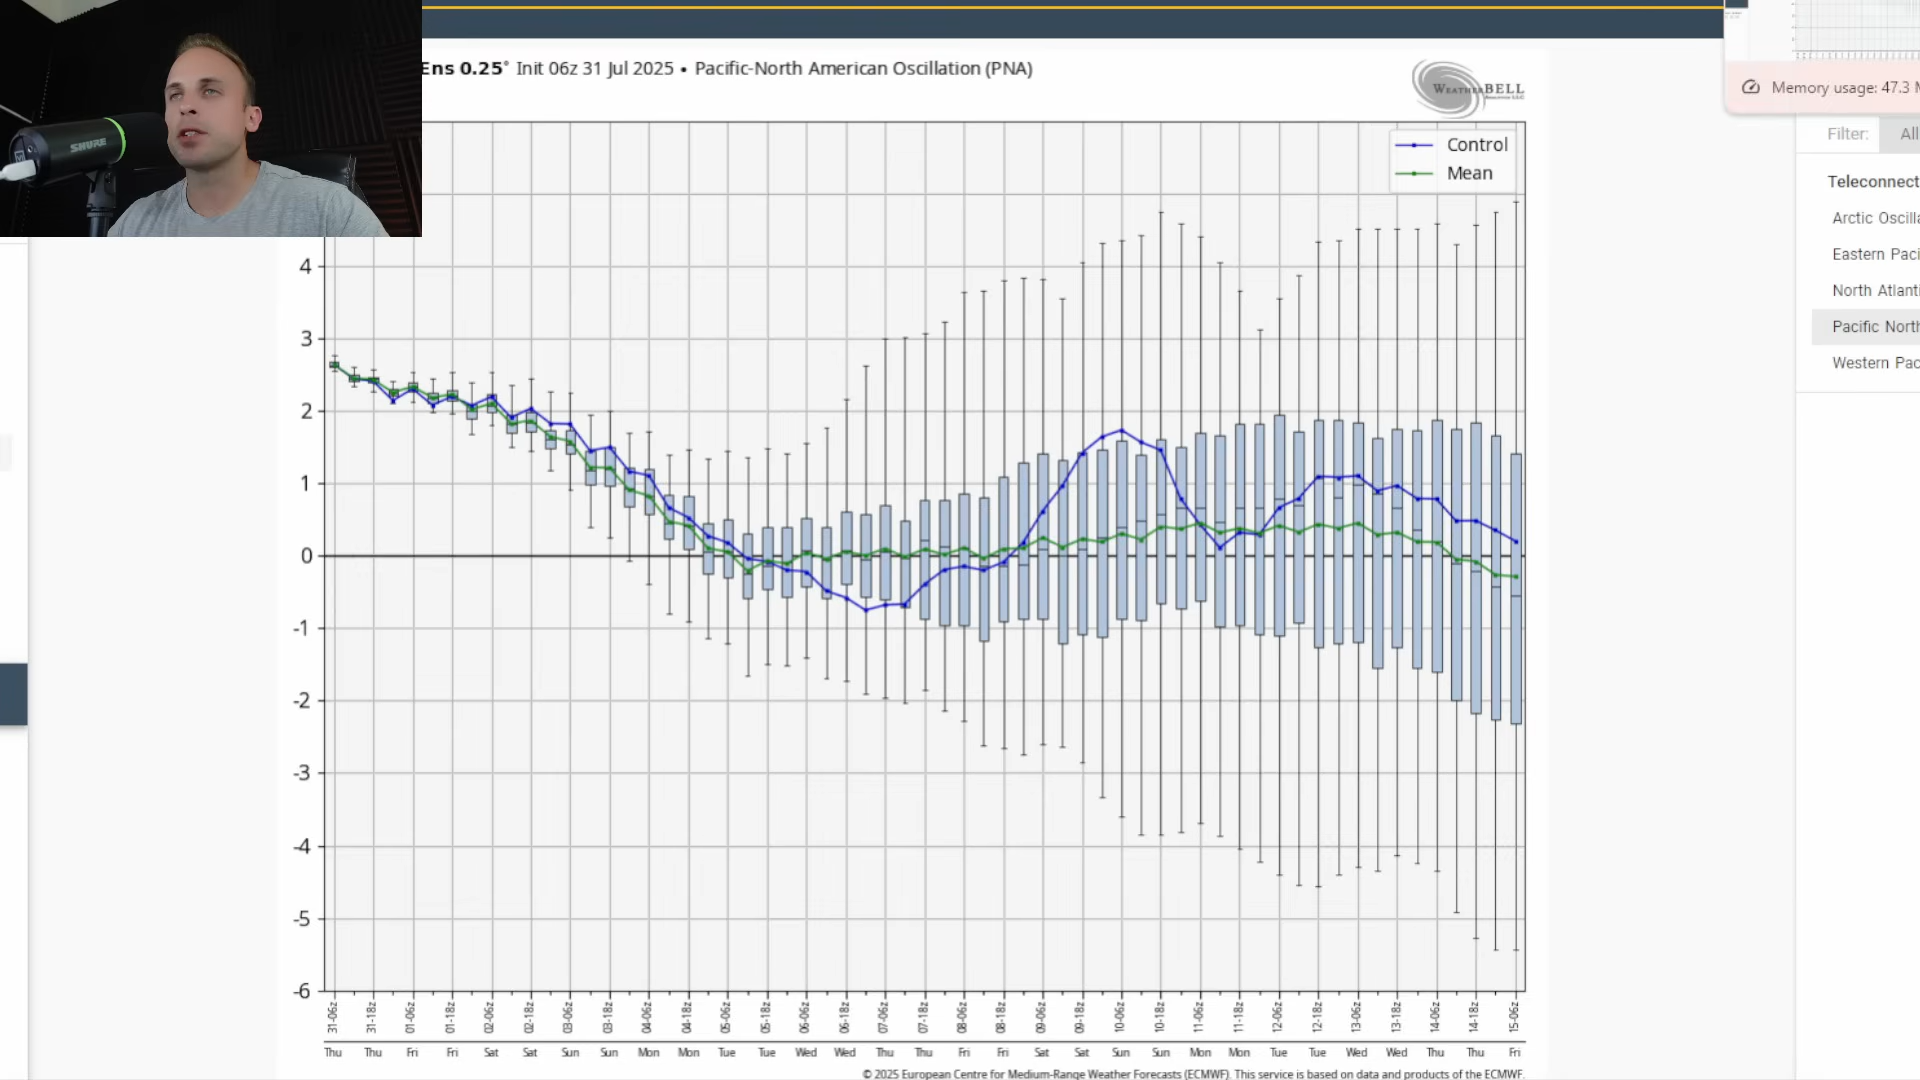 Ens 0.25° Init 06z 31 Jul 2025 • Pacific-North American Oscillation (PNA)
WEATHERBELL
Memory usage: 47.3 M
SHURE
Control
Mean
Filter: All
Teleconnect
Arctic Oscilla
Eastern Paci
North Atlanti
Pacific North
Western Pac
4
3
2
1
0
-1
-2
-3
-4
-5
-6
31-06z 31-18z 01-06z 01-18z 02-06z 02-18z 03-06z 03-18z 04-06z 04-18z 05-06z 05-18z 06-06z 06-18z 07-06z 07-18z 08-06z 08-18z 09-06z 09-18z 10-06z 10-18z 11-06z 11-18z 12-06z 12-18z 13-06z 13-18z 14-06z 14-18z 15-06z
Thu Thu Fri Fri Sat Sat Sun Sun Mon Mon Tue Tue Wed Wed Thu Thu Fri Fri Sat Sat Sun Sun Mon Mon Tue Tue Wed Wed Thu Thu Fri
© 2025 European Centre for Medium-Range Weather Forecasts (ECMWF). This service is based on data and products of the ECMWF.